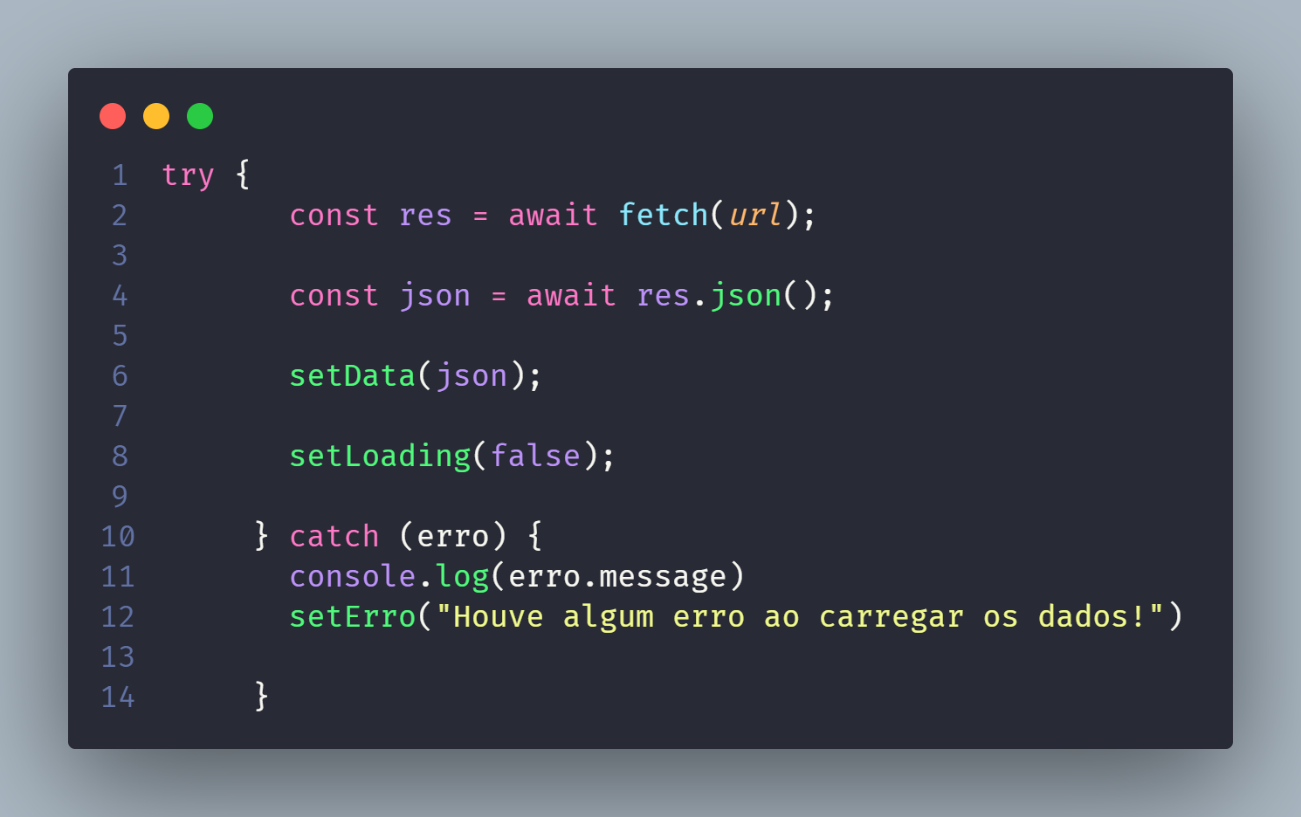 1 try {
2 const res = await fetch(url);
3
4 const json = await res.json();
5
6 setData(json);
7
8 setLoading(false);
9
10 } catch (erro) {
11 console.log(erro.message)
12 setErro("Houve algum erro ao carregar os dados!")
13
14 }